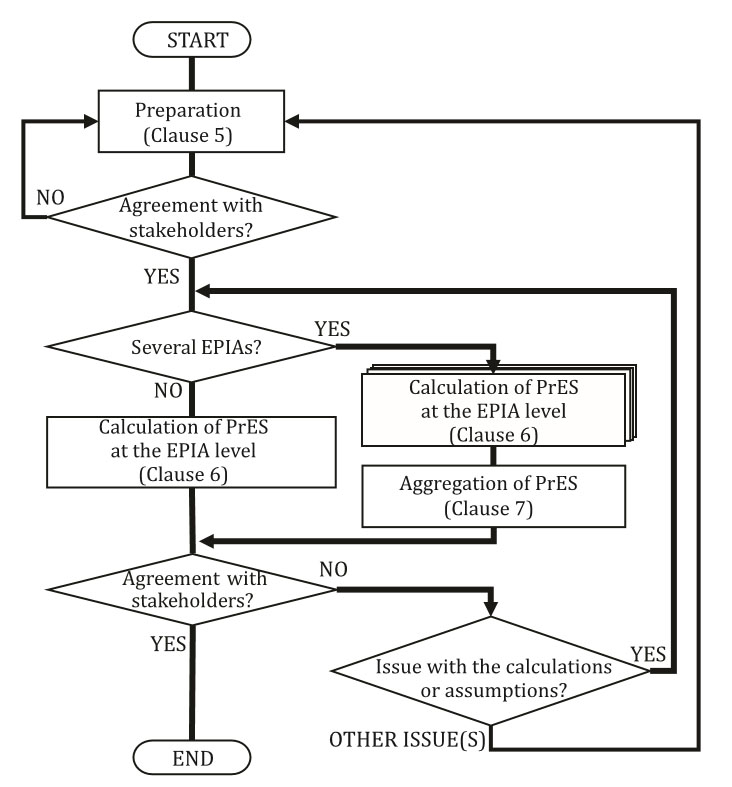 START
Preparation
(Clause 5)
NO
Agreement with
stakeholders?
YES
Several EPIAs?
YES
NO
Calculation of PrES
at the EPIA level
(Clause 6)
Calculation of PrES
at the EPIA level
(Clause 6)
Aggregation of PrES
(Clause 7)
Agreement with
stakeholders?
NO
YES
Issue with the calculations
or assumptions?
YES
OTHER ISSUE(S)
END